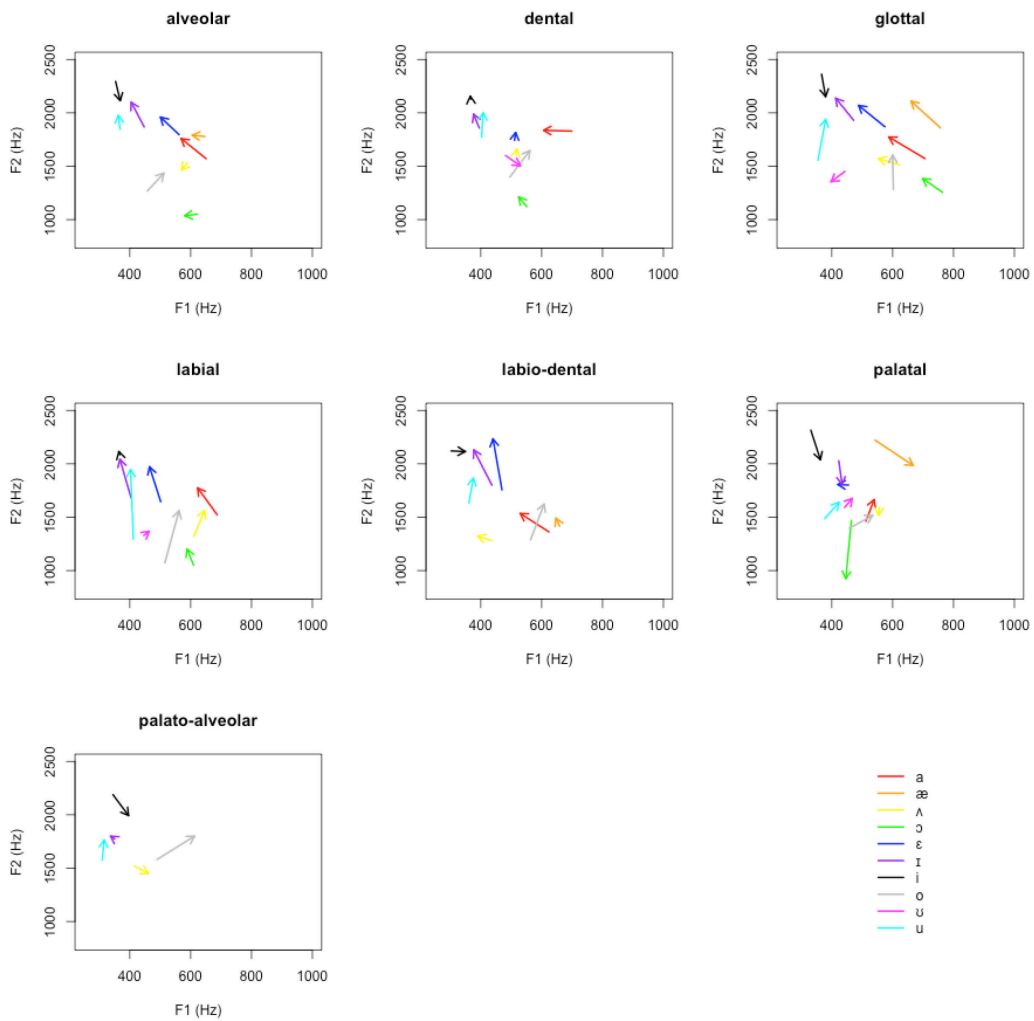 alveolar
dental
glottal
F2 (Hz)
1000 1500 2000 2500
400 600 800 1000
F1 (Hz)
F2 (Hz)
1000 1500 2000 2500
400 600 800 1000
F1 (Hz)
F2 (Hz)
1000 1500 2000 2500
400 600 800 1000
F1 (Hz)
labial
labio-dental
palatal
F2 (Hz)
1000 1500 2000 2500
400 600 800 1000
F1 (Hz)
F2 (Hz)
1000 1500 2000 2500
400 600 800 1000
F1 (Hz)
F2 (Hz)
1000 1500 2000 2500
400 600 800 1000
F1 (Hz)
palato-alveolar
F2 (Hz)
1000 1500 2000 2500
400 600 800 1000
F1 (Hz)
a
æ
ʌ
ɔ
ɛ
ɪ
i
o
ʊ
u